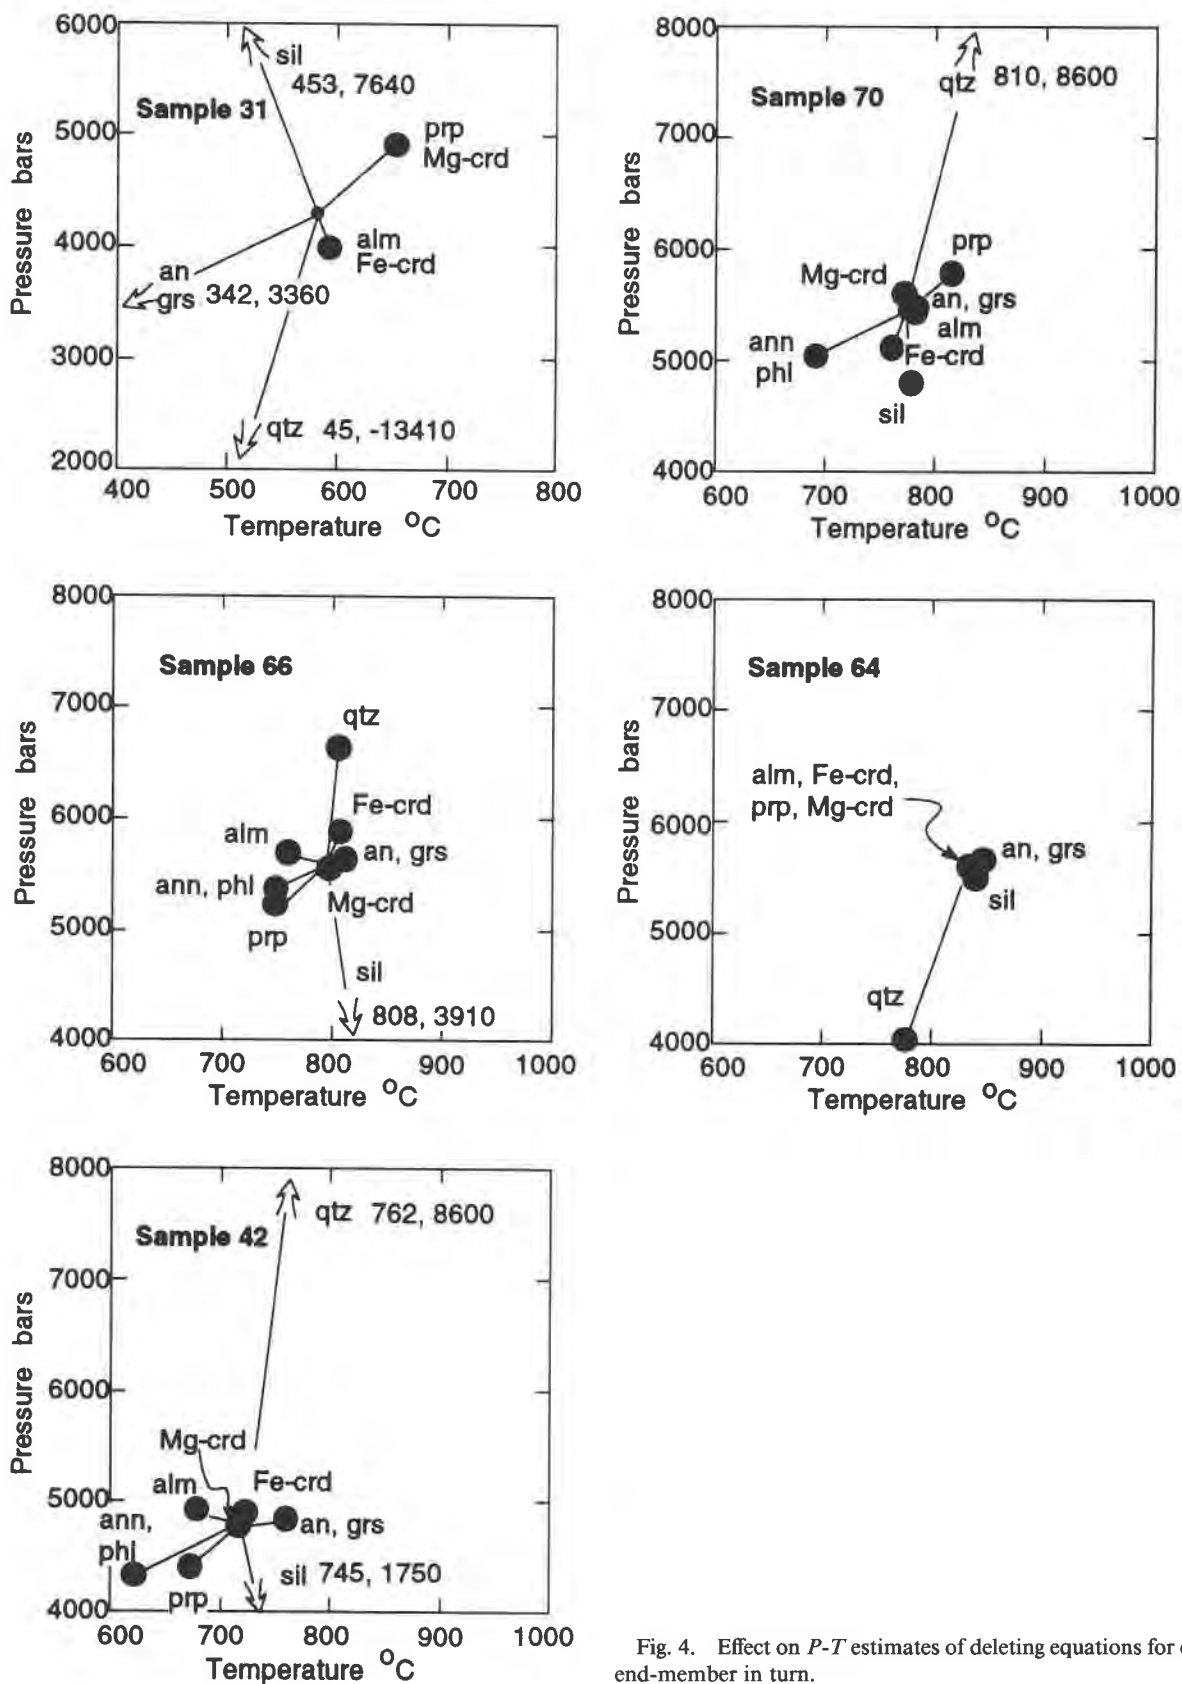 6000
5000
4000
3000
2000
Pressure bars
Sample 31
sil
453, 7640
prp
Mg-crd
alm
Fe-crd
an
grs 342, 3360
qtz 45, -13410
400 500 600 700 800
Temperature °C
8000
7000
6000
5000
4000
Pressure bars
Sample 70
qtz 810, 8600
prp
Mg-crd
an, grs
alm
ann
phl
Fe-crd
sil
600 700 800 900 1000
Temperature °C
8000
7000
6000
5000
4000
Pressure bars
Sample 66
qtz
Fe-crd
alm
an, grs
ann, phl
Mg-crd
prp
sil
808, 3910
600 700 800 900 1000
Temperature °C
8000
7000
6000
5000
4000
Pressure bars
Sample 64
alm, Fe-crd,
prp, Mg-crd
an, grs
sil
qtz
600 700 800 900 1000
Temperature °C
8000
7000
6000
5000
4000
Pressure bars
Sample 42
qtz 762, 8600
Mg-crd
alm
Fe-crd
ann,
phl
an, grs
prp
sil 745, 1750
600 700 800 900 1000
Temperature °C
Fig. 4. Effect on P-T estimates of deleting equations for
end-member in turn.